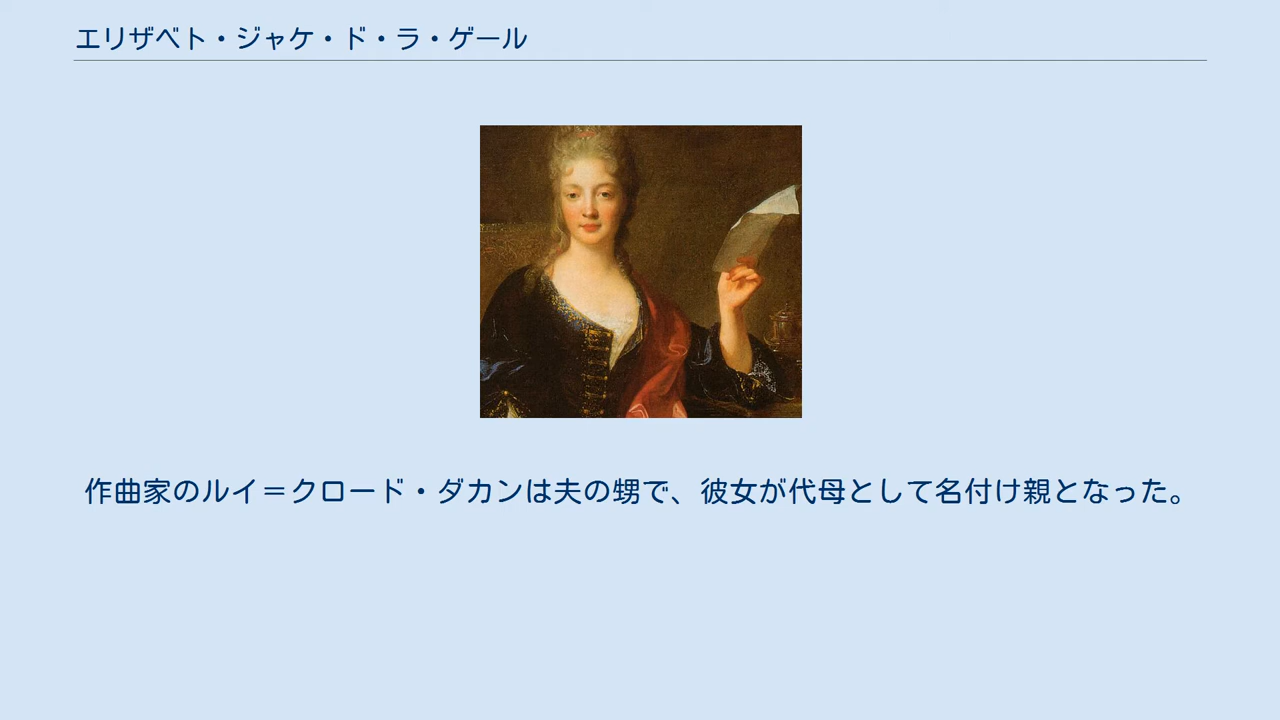 エリザベト・ジャケ・ド・ラ・ゲール
作曲家のルイ＝クロード・ダカンは夫の甥で、彼女が代母として名付け親となった。